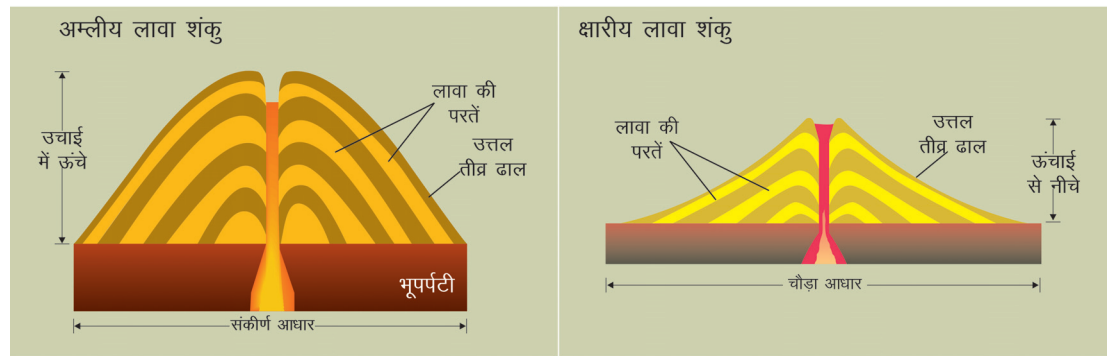 अम्लीय लावा शंकु
उचाई
में ऊंचे
लावा की
परतें
उत्तल
तीव्र ढाल
भूपर्पटी
संकीर्ण आधार
क्षारीय लावा शंकु
लावा की
परतें
उत्तल
तीव्र ढाल
ऊंचाई
से नीचे
चौड़ा आधार